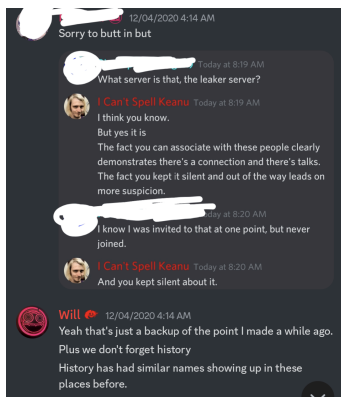 12/04/2020 4:14 AM
Sorry to butt in but
Today at 8:19 AM
What server is that, the leaker server?
I Can't Spell Keanu Today at 8:19 AM
I think you know.
But yes it is
The fact you can associate with these people clearly
demonstrates there's a connection and there's talks.
The fact you kept it silent and out of the way leads on
more suspicion.
at 8:20 AM
I know I was invited to that at one point, but never
joined.
I Can't Spell Keanu Today at 8:20 AM
And you kept silent about it.
Will 12/04/2020 4:14 AM
Yeah that's just a backup of the point I made a while ago.
Plus we don't forget history
History has had similar names showing up in these
places before.